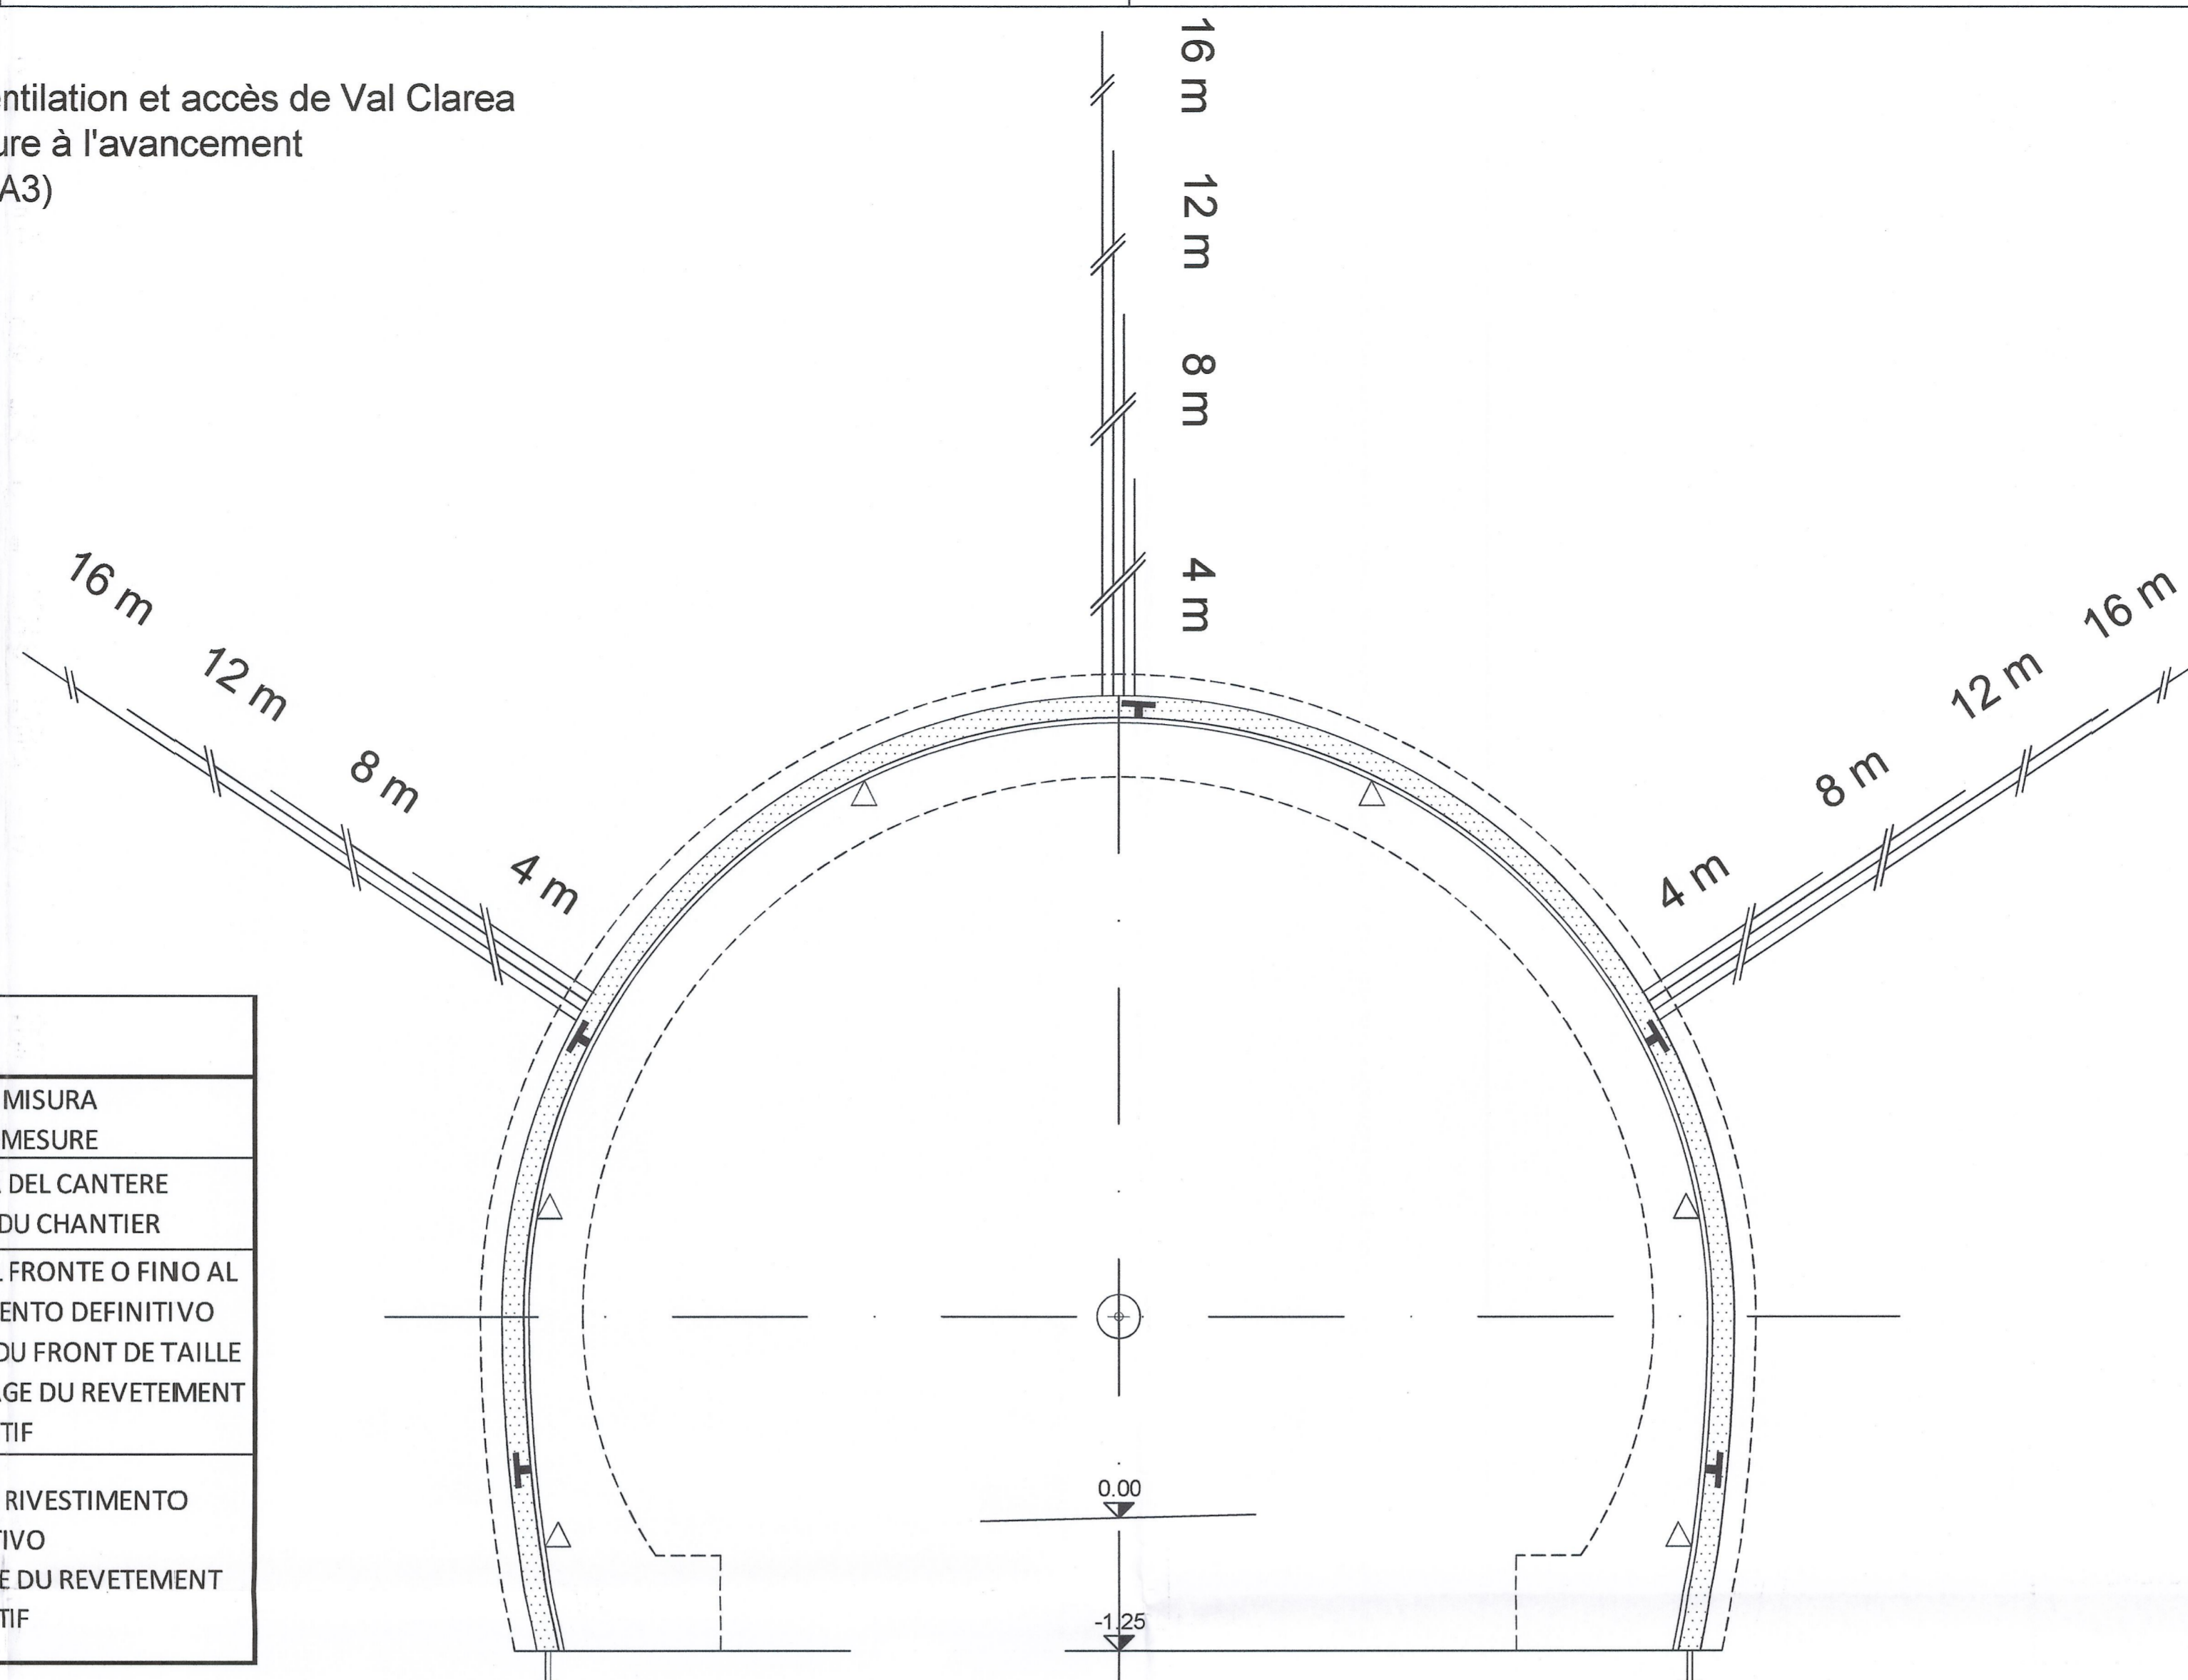 ntilation et accès de Val Clarea
ure à l'avancement
A3)
16 m
12 m
8 m
4 m
16 m
12 m
8 m
4 m
16 m
12 m
8 m
4 m
MISURA
MESURE
DEL CANTERE
DU CHANTIER
FRONTE O FINO AL
ENTO DEFINITIVO
DU FRONT DE TAILLE
GE DU REVETEMENT
TIF
RIVESTIMENTO
TIVO
E DU REVETEMENT
TIF
0.00
-1.25